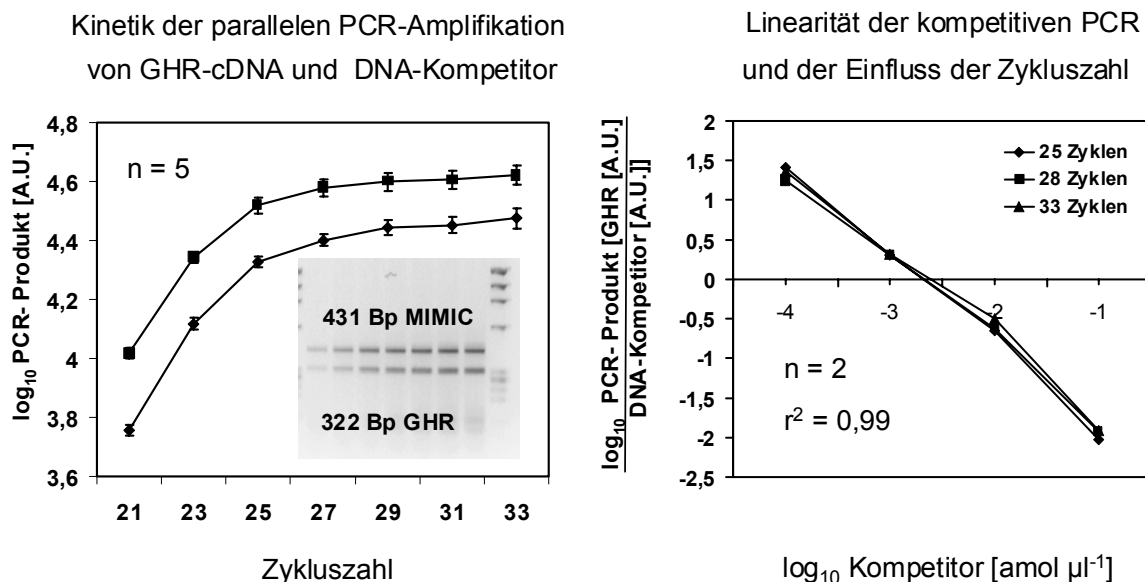 Kinetik der parallelen PCR-Amplifikation
von GHR-cDNA und DNA-Kompetitor
log10 PCR- Produkt [A.U.]
4,8
4,6
4,4
4,2
4
3,8
3,6
n = 5
431 Bp MIMIC
322 Bp GHR
21 23 25 27 29 31 33
Zykluszahl
Linearität der kompetitiven PCR
und der Einfluss der Zykluszahl
log10 PCR- Produkt [GHR [A.U.]
DNA-Kompetitor [A.U.]]
2
1,5
1
0,5
0
-0,5
-1
-1,5
-2
-2,5
25 Zyklen
28 Zyklen
33 Zyklen
-4 -3 -2 -1
n = 2
r² = 0,99
log10 Kompetitor [amol µl⁻¹]